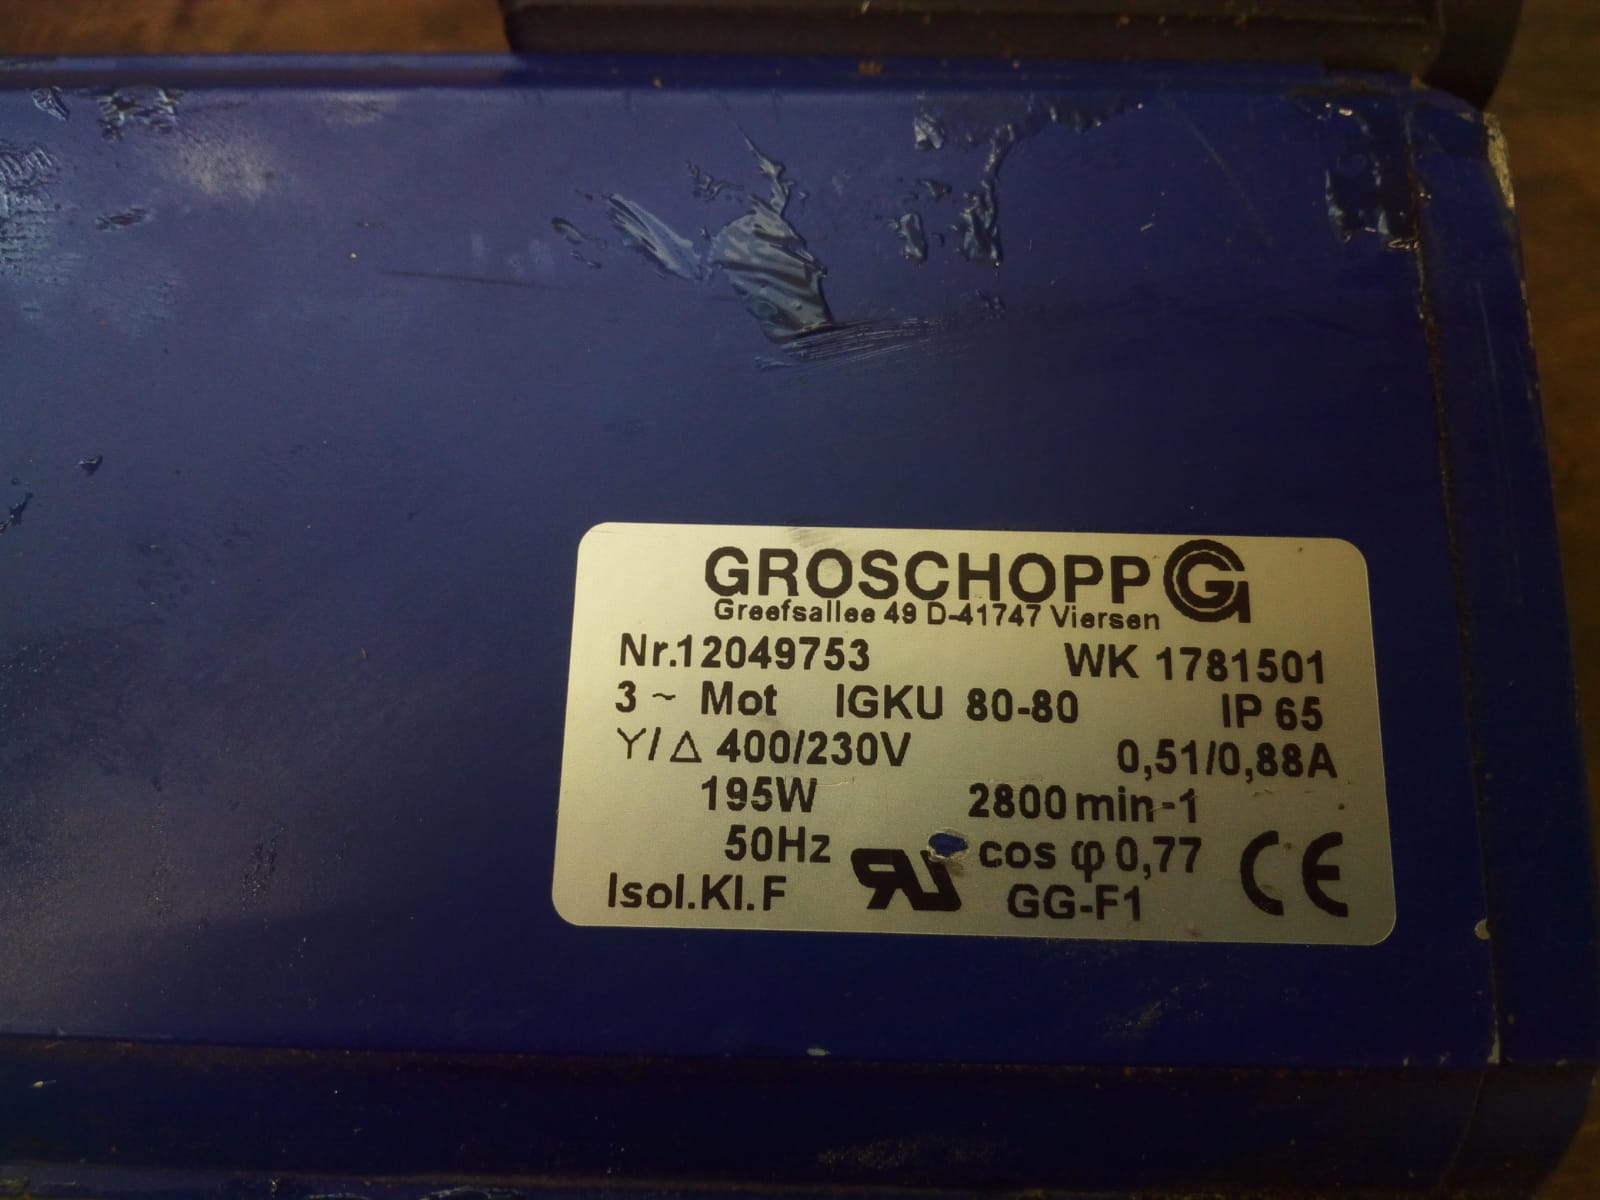 GROSCHOPP G
Greefsallee 49 D-41747 Viersen
Nr.12049753 WK 1781501
3 ~ Mot IGKU 80-80 IP 65
Y/Δ 400/230V 0,51/0,88A
195W 2800 min-1
50Hz cos φ 0,77
Isol.Kl.F RU GG-F1 CE